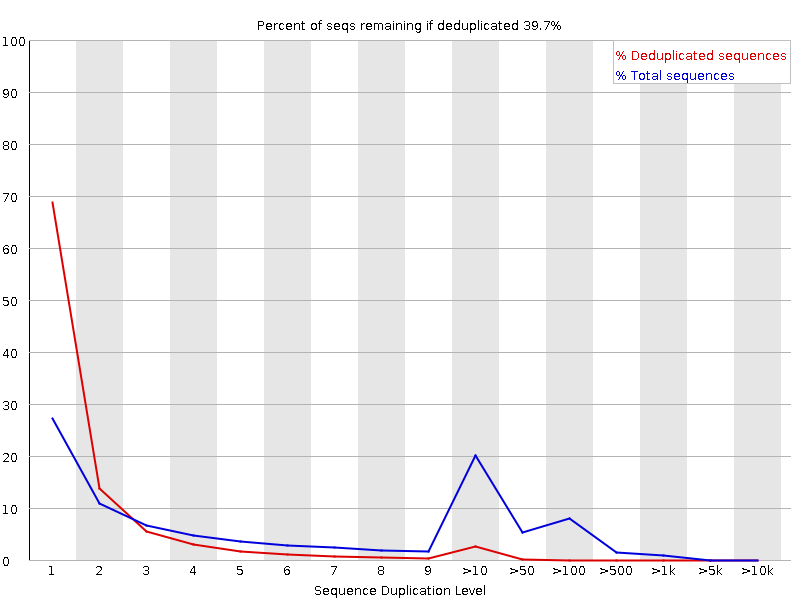 Percent of seqs remaining if deduplicated 39.7%
% Deduplicated sequences
% Total sequences
100
90
80
70
60
50
40
30
20
10
0
1 2 3 4 5 6 7 8 9 >10 >50 >100 >500 >1k >5k >10k
Sequence Duplication Level